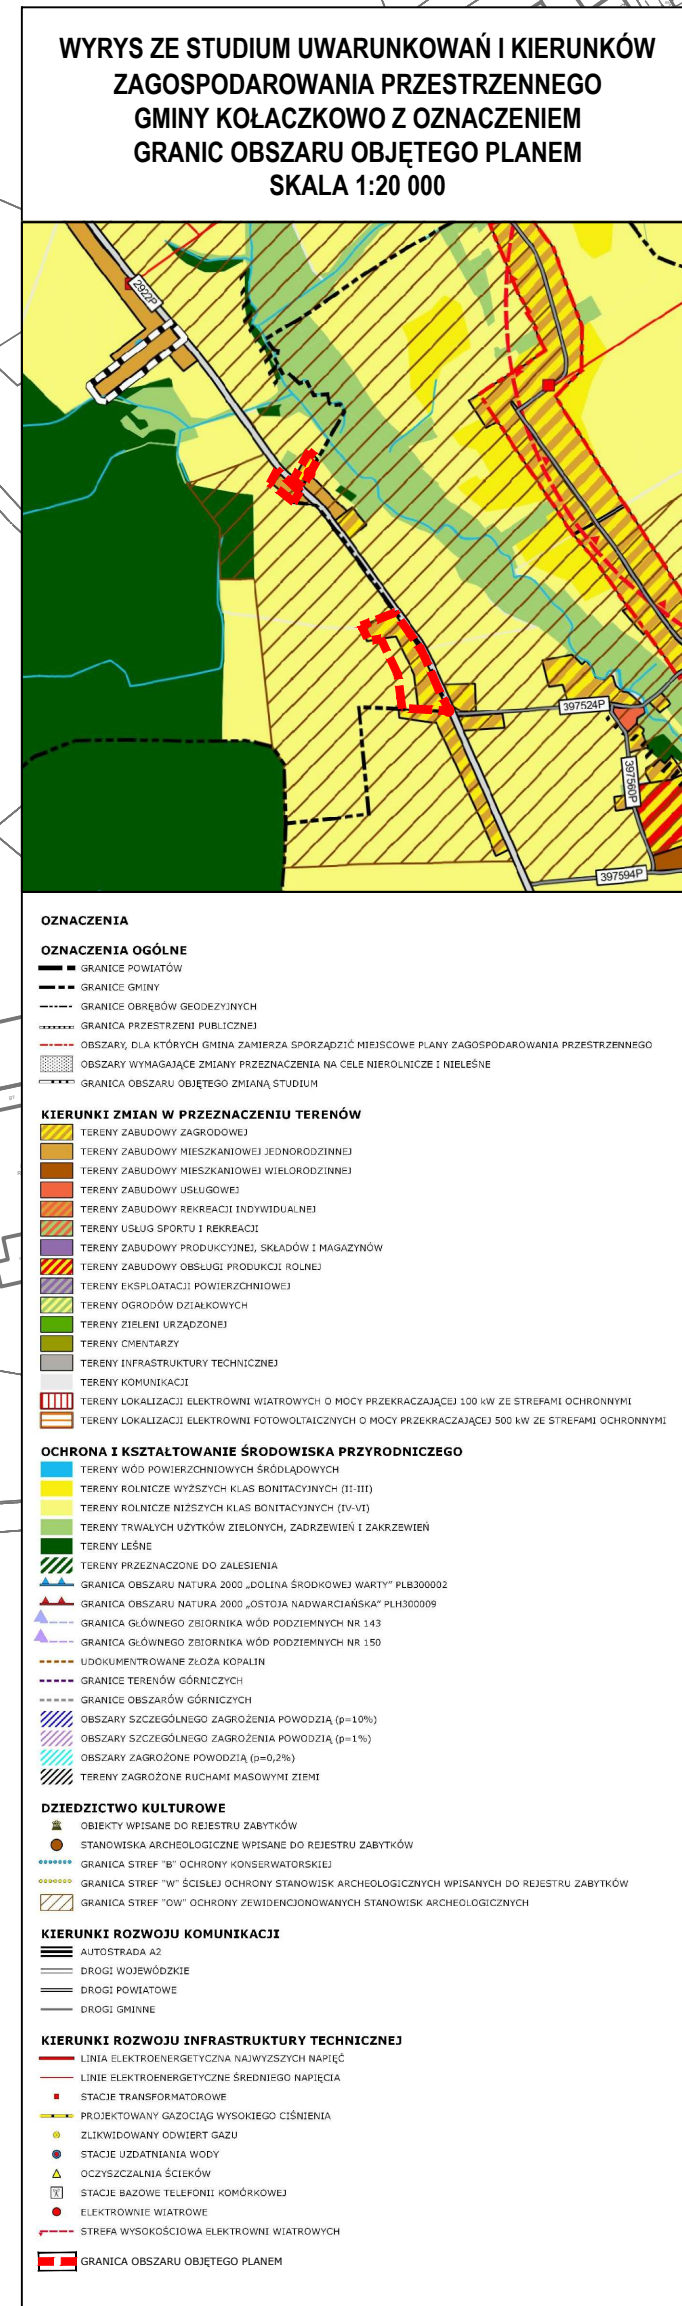 WYRYS ZE STUDIUM UWARUNKOWAŃ I KIERUNKÓW
ZAGOSPODAROWANIA PRZESTRZENNEGO
GMINY KOŁACZKOWO Z OZNACZENIEM
GRANIC OBSZARU OBJĘTEGO PLANEM
SKALA 1:20 000
2922P
397524P
397560P
397594P
OZNACZENIA
OZNACZENIA OGÓLNE
GRANICE POWIATÓW
GRANICE GMINY
GRANICE OBRĘBÓW GEODEZYJNYCH
GRANICA PRZESTRZENI PUBLICZNEJ
OBSZARY, DLA KTÓRYCH GMINA ZAMIERZA SPORZĄDZIĆ MIEJSCOWE PLANY ZAGOSPODAROWANIA PRZESTRZENNEGO
OBSZARY WYMAGAJĄCE ZMIANY PRZEZNACZENIA NA CELE NIEROLNICZE I NIELEŚNE
GRANICA OBSZARU OBJĘTEGO ZMIANĄ STUDIUM
KIERUNKI ZMIAN W PRZEZNACZENIU TERENÓW
TERENY ZABUDOWY ZAGRODOWEJ
TERENY ZABUDOWY MIESZKANIOWEJ JEDNORODZINNEJ
TERENY ZABUDOWY MIESZKANIOWEJ WIELORODZINNEJ
TERENY ZABUDOWY USŁUGOWEJ
TERENY ZABUDOWY REKREACJI INDYWIDUALNEJ
TERENY USŁUG SPORTU I REKREACJI
TERENY ZABUDOWY PRODUKCYJNEJ, SKŁADÓW I MAGAZYNÓW
TERENY ZABUDOWY OBSŁUGI PRODUKCJI ROLNEJ
TERENY EKSPLOATACJI POWIERZCHNIOWEJ
TERENY OGRODÓW DZIAŁKOWYCH
TERENY ZIELENI URZĄDZONEJ
TERENY CMENTARZY
TERENY INFRASTRUKTURY TECHNICZNEJ
TERENY KOMUNIKACJI
TERENY LOKALIZACJI ELEKTROWNI WIATROWYCH O MOCY PRZEKRACZAJĄCEJ 100 kW ZE STREFAMI OCHRONNYMI
TERENY LOKALIZACJI ELEKTROWNI FOTOWOLTAICZNYCH O MOCY PRZEKRACZAJĄCEJ 500 kW ZE STREFAMI OCHRONNYMI
OCHRONA I KSZTAŁTOWANIE ŚRODOWISKA PRZYRODNICZEGO
TERENY WÓD POWIERZCHNIOWYCH ŚRÓDLĄDOWYCH
TERENY ROLNICZE WYŻSZYCH KLAS BONITACYJNYCH (II-III)
TERENY ROLNICZE NIŻSZYCH KLAS BONITACYJNYCH (IV-VI)
TERENY TRWAŁYCH UŻYTKÓW ZIELONYCH, ZADRZEWIEŃ I ZAKRZEWIEŃ
TERENY LEŚNE
TERENY PRZEZNACZONE DO ZALESIENIA
GRANICA OBSZARU NATURA 2000 „DOLINA ŚRODKOWEJ WARTY” PLB300002
GRANICA OBSZARU NATURA 2000 „OSTOJA NADWARCIAŃSKA” PLH300009
GRANICA GŁÓWNEGO ZBIORNIKA WÓD PODZIEMNYCH NR 143
GRANICA GŁÓWNEGO ZBIORNIKA WÓD PODZIEMNYCH NR 150
UDOKUMENTOWANE ZŁOŻA KOPALIN
GRANICE TERENÓW GÓRNICZYCH
GRANICE OBSZARÓW GÓRNICZYCH
OBSZARY SZCZEGÓLNEGO ZAGROŻENIA POWODZIĄ (p=10%)
OBSZARY SZCZEGÓLNEGO ZAGROŻENIA POWODZIĄ (p=1%)
OBSZARY ZAGROŻONE POWODZIĄ (p=0,2%)
TERENY ZAGROŻONE RUCHAMI MASOWYMI ZIEMI
DZIEDZICTWO KULTUROWE
OBIEKTY WPISANE DO REJESTRU ZABYTKÓW
STANOWISKA ARCHEOLOGICZNE WPISANE DO REJESTRU ZABYTKÓW
GRANICA STREF "B" OCHRONY KONSERWATORSKIEJ
GRANICA STREF "W" ŚCISŁEJ OCHRONY STANOWISK ARCHEOLOGICZNYCH WPISANYCH DO REJESTRU ZABYTKÓW
GRANICA STREF "OW" OCHRONY ZEWIDENCJONOWANYCH STANOWISK ARCHEOLOGICZNYCH
KIERUNKI ROZWOJU KOMUNIKACJI
AUTOSTRADA A2
DROGI WOJEWÓDZKIE
DROGI POWIATOWE
DROGI GMINNE
KIERUNKI ROZWOJU INFRASTRUKTURY TECHNICZNEJ
LINIA ELEKTROENERGETYCZNA NAJWYZSZYCH NAPIĘĆ
LINIE ELEKTROENERGETYCZNE ŚREDNIEGO NAPIĘCIA
STACJE TRANSFORMATOROWE
PROJEKTOWANY GAZOCIĄG WYSOKIEGO CIŚNIENIA
ZLIKWIDOWANY ODWIERT GAZU
STACJE UZDATNIANIA WODY
OCZYSZCZALNIA ŚCIEKÓW
STACJE BAZOWE TELEFONII KOMÓRKOWEJ
ELEKTROWNIE WIATROWE
STREFA WYSOKOŚCIOWA ELEKTROWNI WIATROWYCH
GRANICA OBSZARU OBJĘTEGO PLANEM